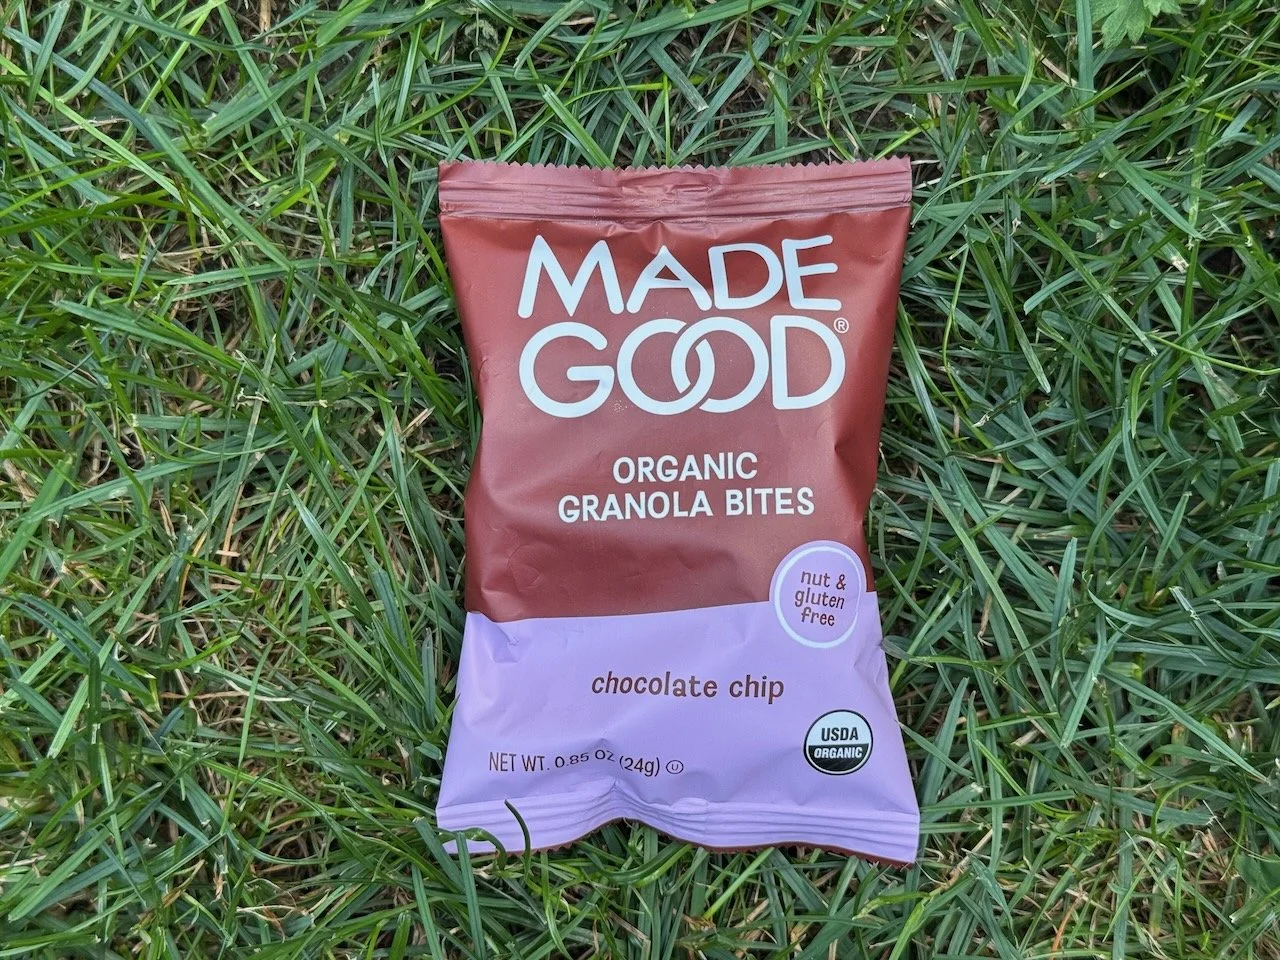 MADE
GOOD®
ORGANIC
GRANOLA BITES
nut &
gluten
free
chocolate chip
USDA
ORGANIC
NET WT. 0.85 OZ (24g) Ⓤ